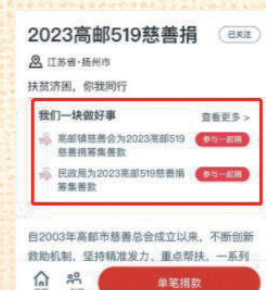 2023高邮519慈善捐
已关注
江苏省-扬州市
扶贫济困，你我同行
我们一块做好事
查看更多 >
高邮镇慈善会为2023高邮519
慈善捐筹集善款
参与一起捐
民政局为2023高邮519慈善捐
筹集善款
参与一起捐
自2003年高邮市慈善总会成立以来，不断创新
救助机制、坚持精准发力、重点帮扶，一系列
单笔捐款